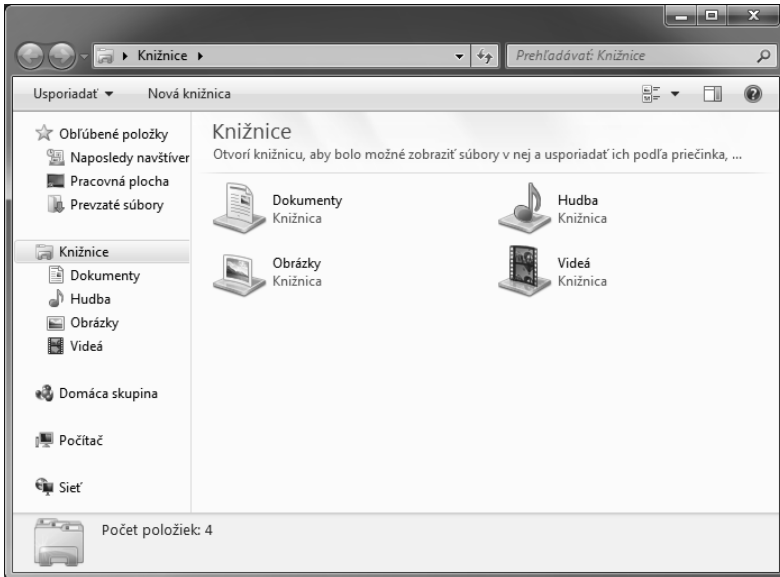 Knižnice
Prehľadávať: Knižnice
Usporiadať
Nová knižnica
Obľúbené položky
Naposledy navštíver
Pracovná plocha
Prevzaté súbory
Knižnice
Dokumenty
Hudba
Obrázky
Videá
Domáca skupina
Počítač
Sieť
Knižnice
Otvorí knižnicu, aby bolo možné zobraziť súbory v nej a usporiadať ich podľa priečinka, ...
Dokumenty
Knižnica
Hudba
Knižnica
Obrázky
Knižnica
Videá
Knižnica
Počet položiek: 4